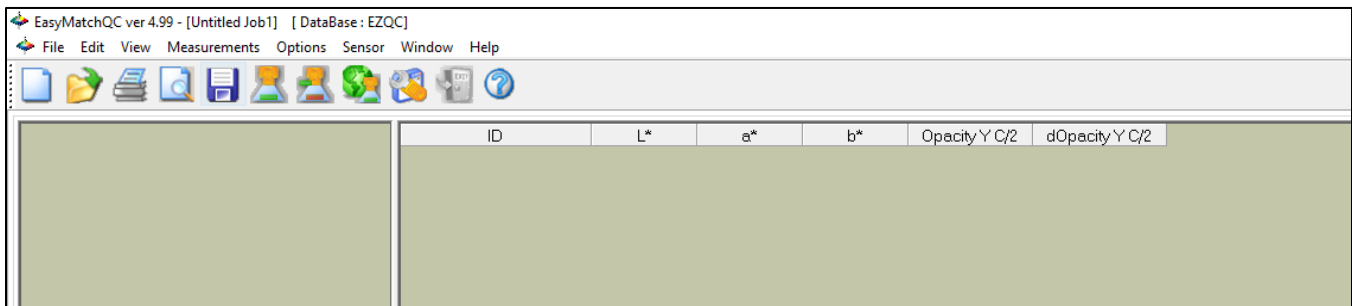 EasyMatchQC ver 4.99 - [Untitled Job1]   [ DataBase : EZQC]
File Edit View Measurements Options Sensor Window Help
ID L* a* b* Opacity Y C/2 dOpacity Y C/2